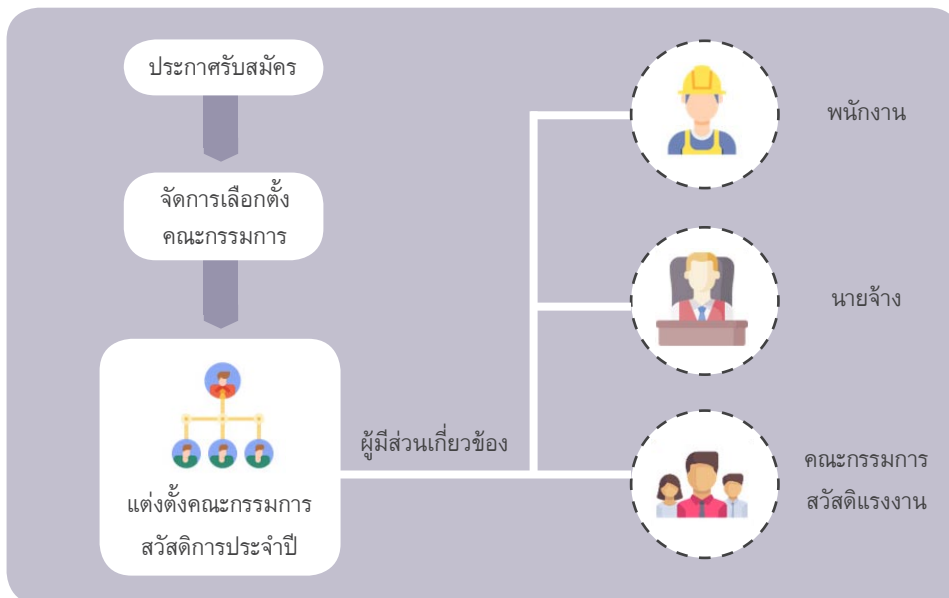 ประกาศรับสมัคร
จัดการเลือกตั้ง
คณะกรรมการ
แต่งตั้งคณะกรรมการ
สวัสดิการประจำปี
ผู้มีส่วนเกี่ยวข้อง
พนักงาน
นายจ้าง
คณะกรรมการ
สวัสดิแรงงาน